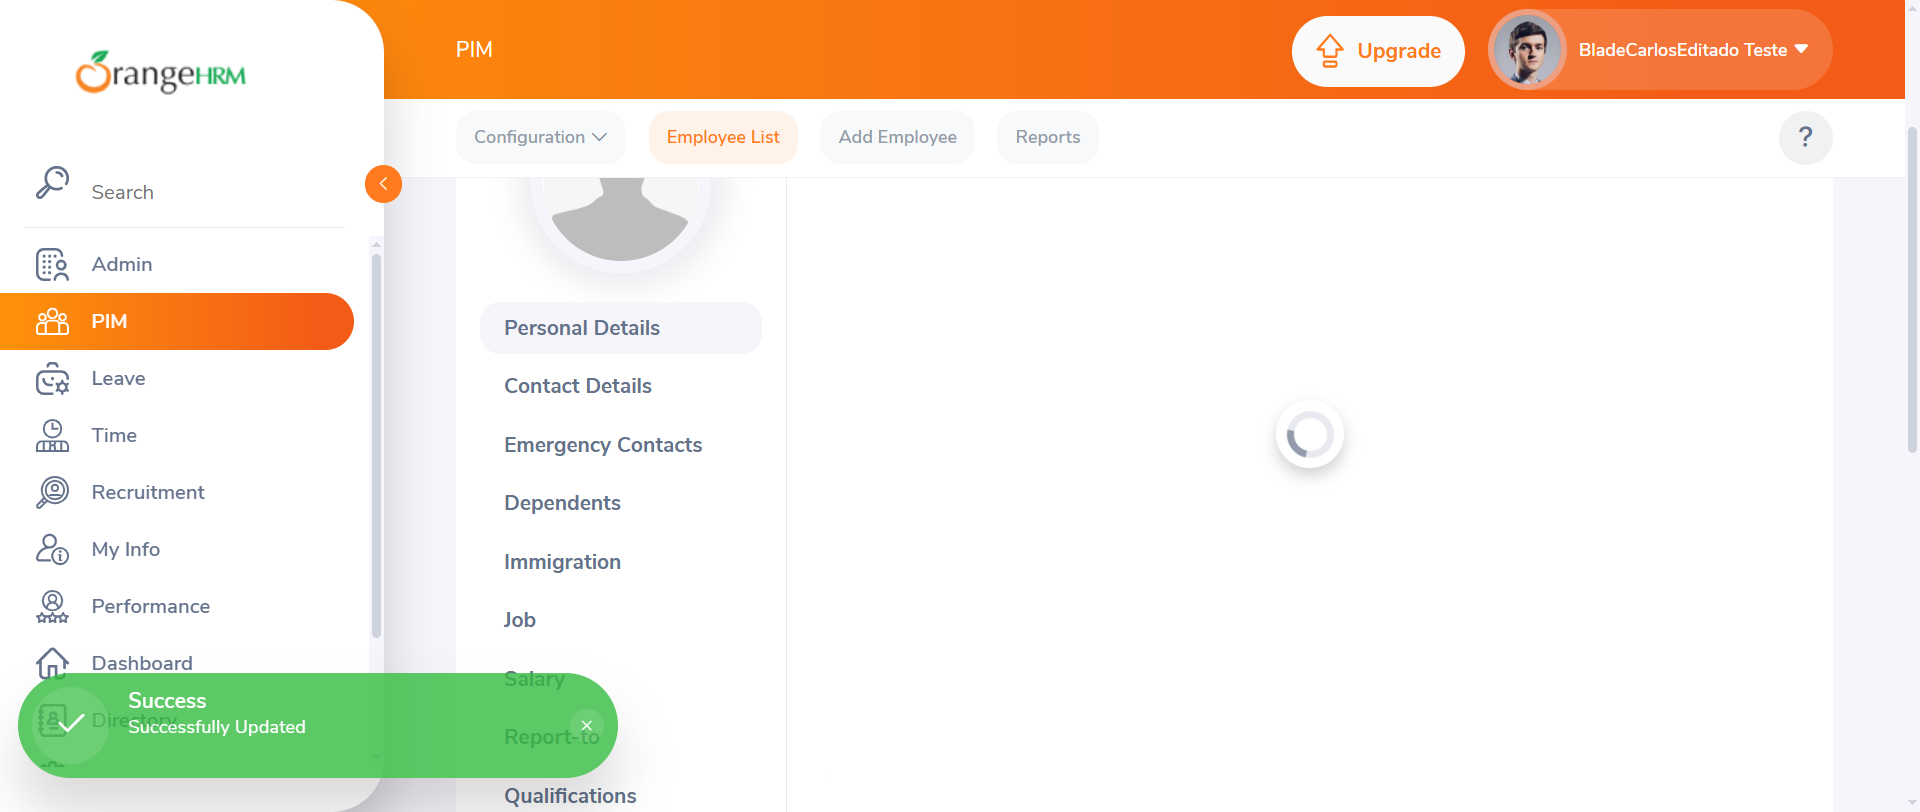 OrangeHRM
PIM
Upgrade
BladeCarlosEditado Teste
Configuration
Employee List
Add Employee
Reports
?
Search
Admin
PIM
Leave
Time
Recruitment
My Info
Performance
Dashboard
Directory
Personal Details
Contact Details
Emergency Contacts
Dependents
Immigration
Job
Salary
Report-to
Qualifications
Success
Successfully Updated